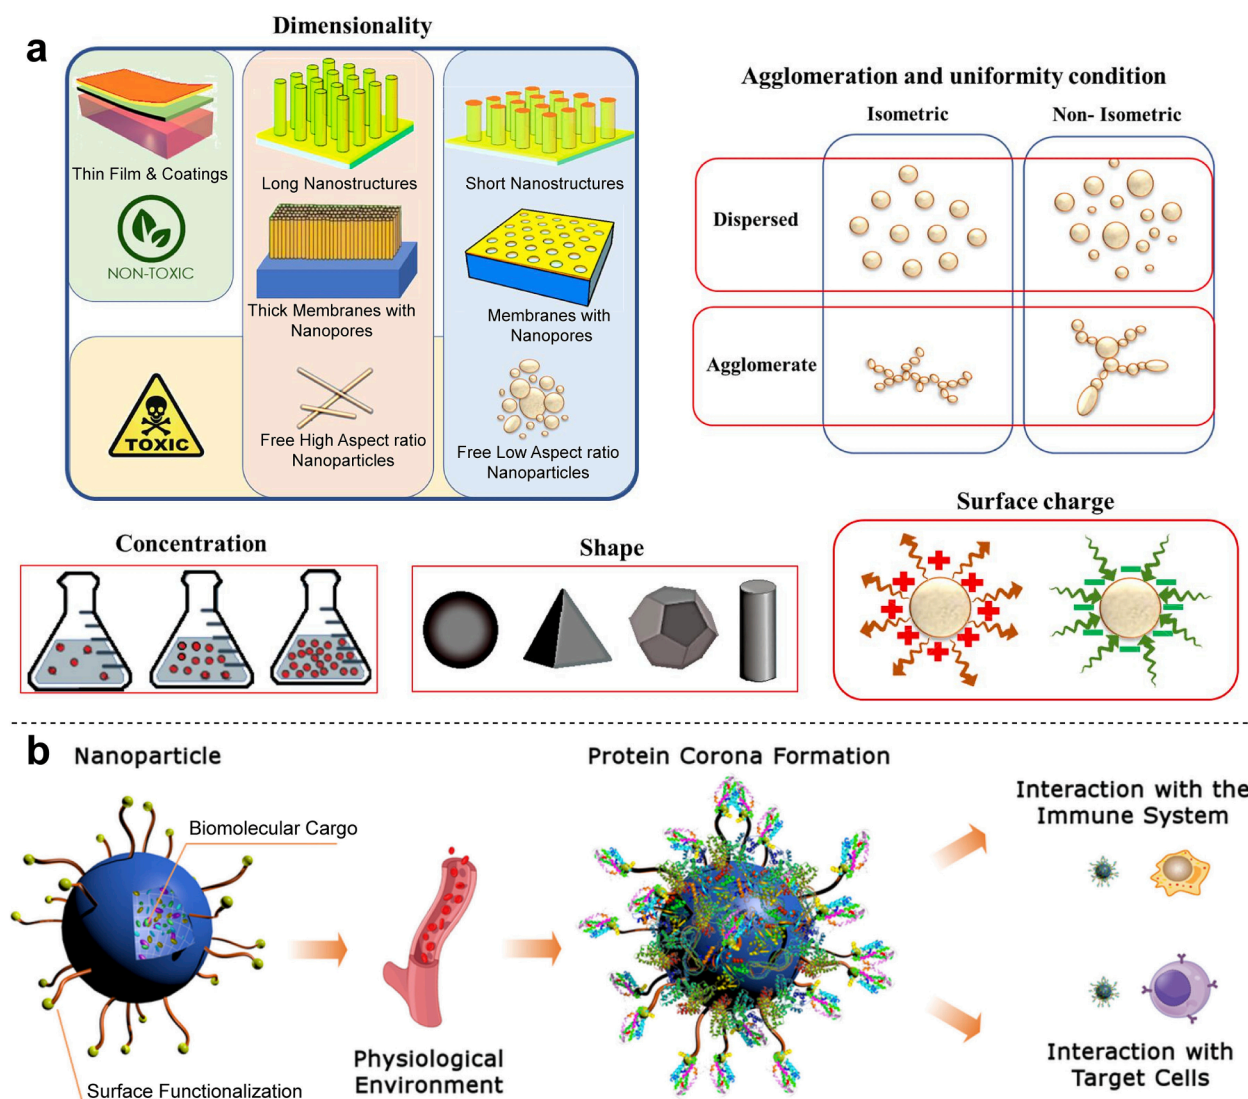 a
Dimensionality
Thin Film & Coatings
NON-TOXIC
Long Nanostructures
Short Nanostructures
Thick Membranes with
Nanopores
Membranes with
Nanopores
TOXIC
Free High Aspect ratio
Nanoparticles
Free Low Aspect ratio
Nanoparticles
Agglomeration and uniformity condition
Isometric
Non- Isometric
Dispersed
Agglomerate
Concentration
Shape
Surface charge
b
Nanoparticle
Biomolecular Cargo
Surface Functionalization
Physiological
Environment
Protein Corona Formation
Interaction with the
Immune System
Interaction with
Target Cells